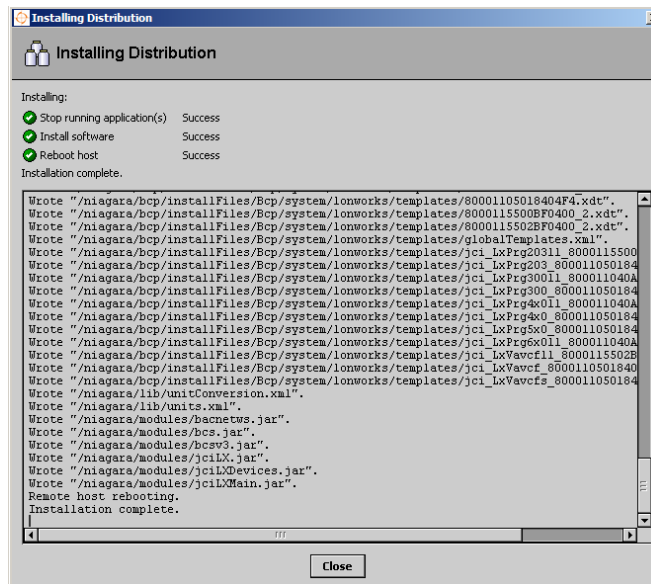 Installing Distribution
Installing Distribution
Installing:
Stop running application(s) Success
Install software Success
Reboot host Success
Installation complete.
Wrote "/niagara/bcp/installFiles/Bcp/system/lonworks/templates/80001105018404F4.xdt".
Wrote "/niagara/bcp/installFiles/Bcp/system/lonworks/templates/8000115500BF0400_2.xdt".
Wrote "/niagara/bcp/installFiles/Bcp/system/lonworks/templates/8000115502BF0400_2.xdt".
Wrote "/niagara/bcp/installFiles/Bcp/system/lonworks/templates/globalTemplates.xml".
Wrote "/niagara/bcp/installFiles/Bcp/system/lonworks/templates/jci_LxPrg203ll_8000115500
Wrote "/niagara/bcp/installFiles/Bcp/system/lonworks/templates/jci_LxPrg203_800011050184
Wrote "/niagara/bcp/installFiles/Bcp/system/lonworks/templates/jci_LxPrg300ll_800011040A
Wrote "/niagara/bcp/installFiles/Bcp/system/lonworks/templates/jci_LxPrg300_800011050184
Wrote "/niagara/bcp/installFiles/Bcp/system/lonworks/templates/jci_LxPrg4x0ll_800011040A
Wrote "/niagara/bcp/installFiles/Bcp/system/lonworks/templates/jci_LxPrg4x0_800011050184
Wrote "/niagara/bcp/installFiles/Bcp/system/lonworks/templates/jci_LxPrg5x0_800011050184
Wrote "/niagara/bcp/installFiles/Bcp/system/lonworks/templates/jci_LxPrg6x0ll_800011040A
Wrote "/niagara/bcp/installFiles/Bcp/system/lonworks/templates/jci_LxVavcfll_8000115502B
Wrote "/niagara/bcp/installFiles/Bcp/system/lonworks/templates/jci_LxVavcf_8000110501840
Wrote "/niagara/bcp/installFiles/Bcp/system/lonworks/templates/jci_LxVavcfs_800011050184
Wrote "/niagara/lib/unitConversion.xml".
Wrote "/niagara/lib/units.xml".
Wrote "/niagara/modules/bacnetws.jar".
Wrote "/niagara/modules/bcs.jar".
Wrote "/niagara/modules/bcsv3.jar".
Wrote "/niagara/modules/jciLX.jar".
Wrote "/niagara/modules/jciLXDevices.jar".
Wrote "/niagara/modules/jciLXMain.jar".
Remote host rebooting.
Installation complete.
Close